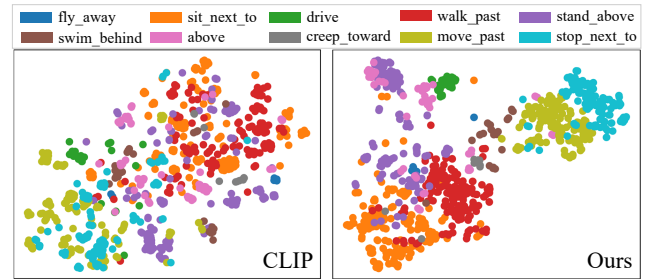 fly_away sit_next_to drive walk_past stand_above
swim_behind above creep_toward move_past stop_next_to
CLIP Ours